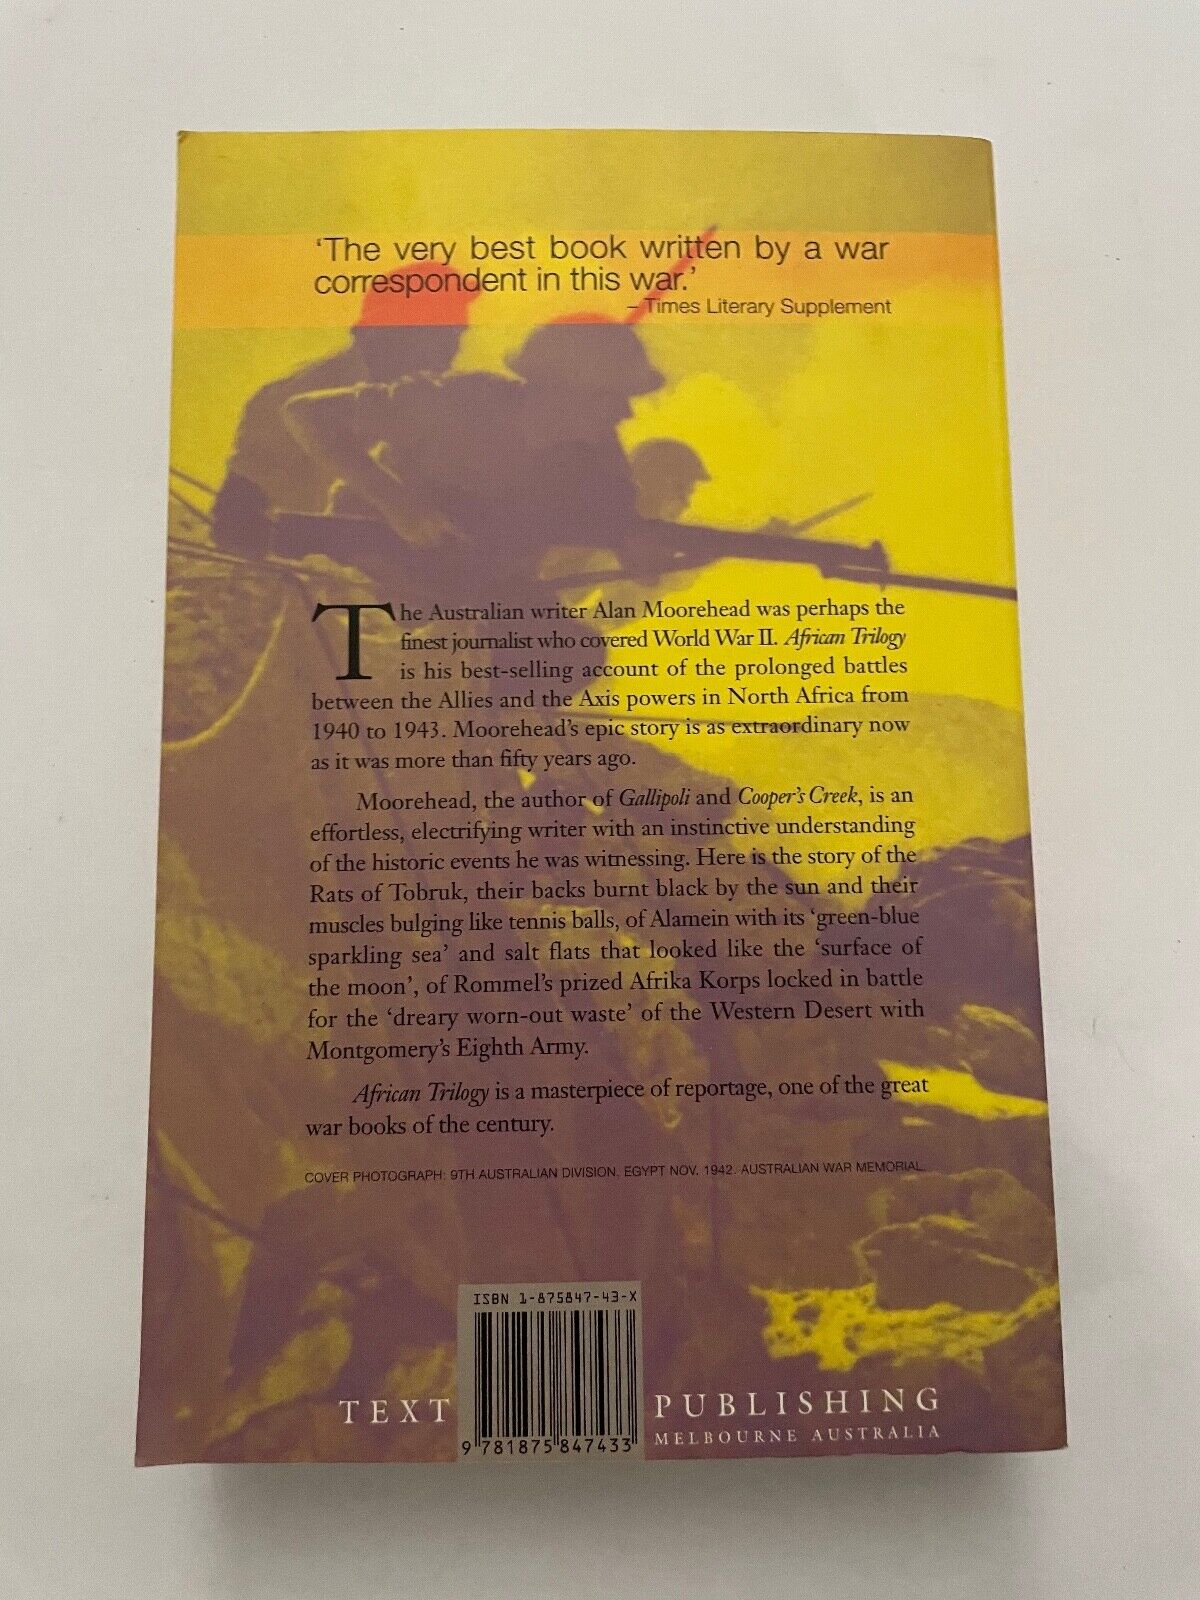 ‘The very best book written by a war
correspondent in this war.’
– Times Literary Supplement
The Australian writer Alan Moorehead was perhaps the
finest journalist who covered World War II. African Trilogy
is his best-selling account of the prolonged battles
between the Allies and the Axis powers in North Africa from
1940 to 1943. Moorehead’s epic story is as extraordinary now
as it was more than fifty years ago.
Moorehead, the author of Gallipoli and Cooper’s Creek, is an
effortless, electrifying writer with an instinctive understanding
of the historic events he was witnessing. Here is the story of the
Rats of Tobruk, their backs burnt black by the sun and their
muscles bulging like tennis balls, of Alamein with its ‘green-blue
sparkling sea’ and salt flats that looked like the ‘surface of
the moon’, of Rommel’s prized Afrika Korps locked in battle
for the ‘dreary worn-out waste’ of the Western Desert with
Montgomery’s Eighth Army.
African Trilogy is a masterpiece of reportage, one of the great
war books of the century.
COVER PHOTOGRAPH: 9TH AUSTRALIAN DIVISION, EGYPT NOV. 1942. AUSTRALIAN WAR MEMORIAL.
ISBN 1-875847-43-X
9 781875 847433
TEXT PUBLISHING
MELBOURNE AUSTRALIA